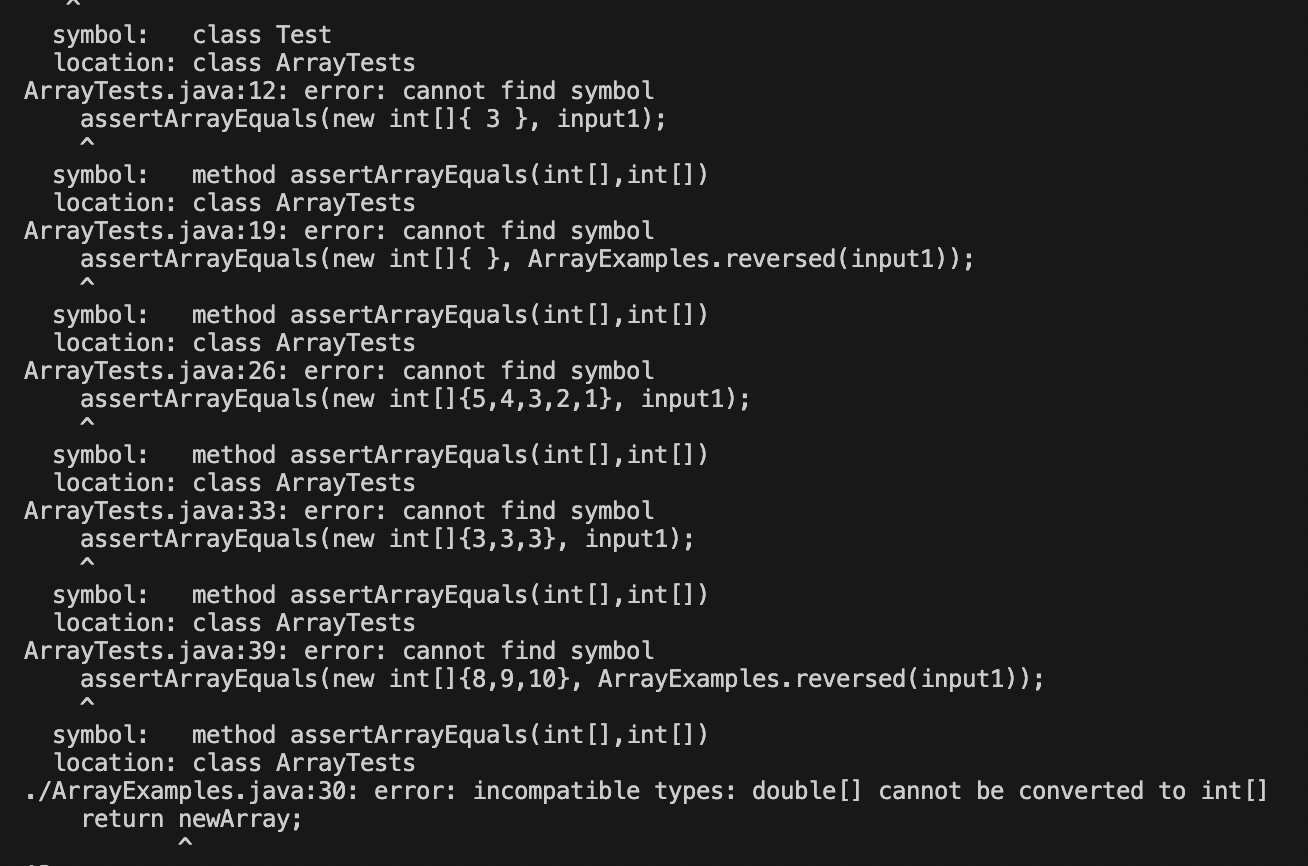 ^
symbol:   class Test
location: class ArrayTests
ArrayTests.java:12: error: cannot find symbol
assertArrayEquals(new int[]{ 3 }, input1);
^
symbol:   method assertArrayEquals(int[],int[])
location: class ArrayTests
ArrayTests.java:19: error: cannot find symbol
assertArrayEquals(new int[]{ }, ArrayExamples.reversed(input1));
^
symbol:   method assertArrayEquals(int[],int[])
location: class ArrayTests
ArrayTests.java:26: error: cannot find symbol
assertArrayEquals(new int[]{5,4,3,2,1}, input1);
^
symbol:   method assertArrayEquals(int[],int[])
location: class ArrayTests
ArrayTests.java:33: error: cannot find symbol
assertArrayEquals(new int[]{3,3,3}, input1);
^
symbol:   method assertArrayEquals(int[],int[])
location: class ArrayTests
ArrayTests.java:39: error: cannot find symbol
assertArrayEquals(new int[]{8,9,10}, ArrayExamples.reversed(input1));
^
symbol:   method assertArrayEquals(int[],int[])
location: class ArrayTests
./ArrayExamples.java:30: error: incompatible types: double[] cannot be converted to int[]
return newArray;
^